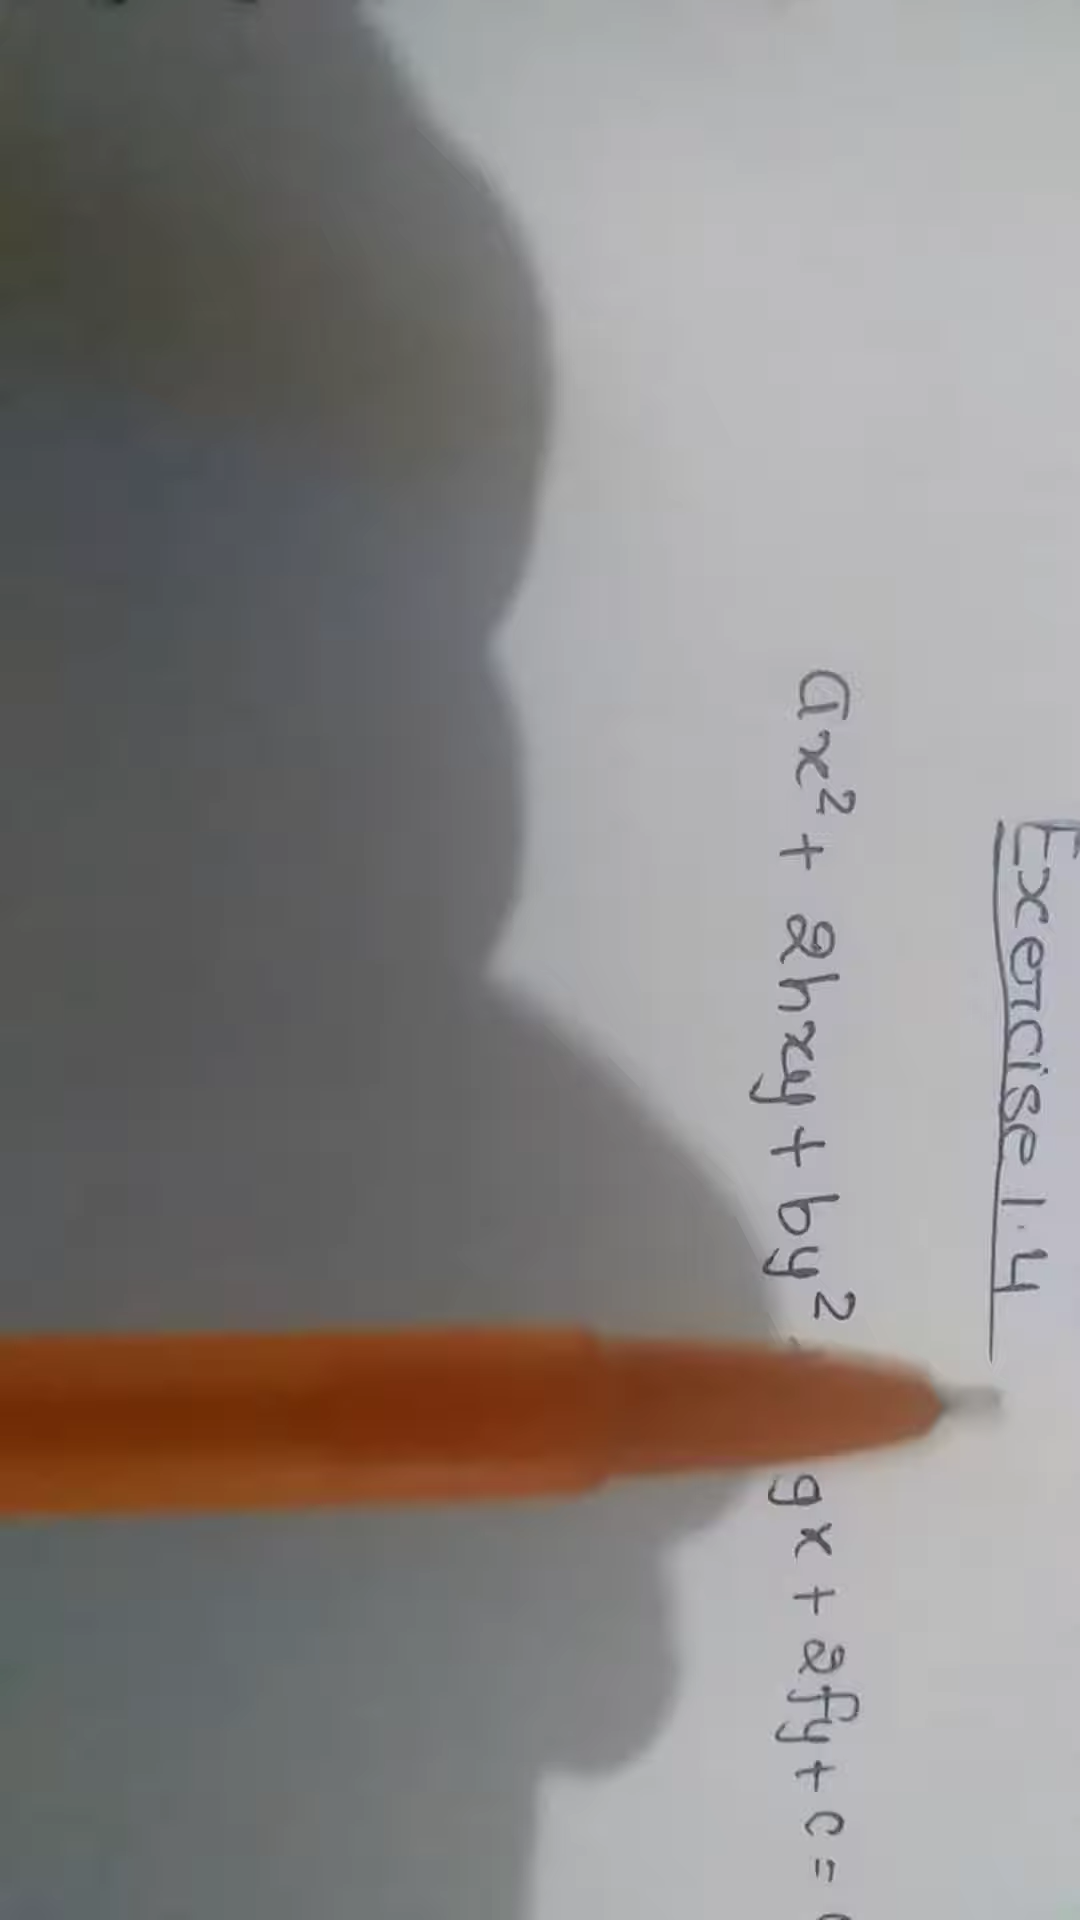 Exercise 1.4
ax² + 2hxy + by² gx + 2fy + c =